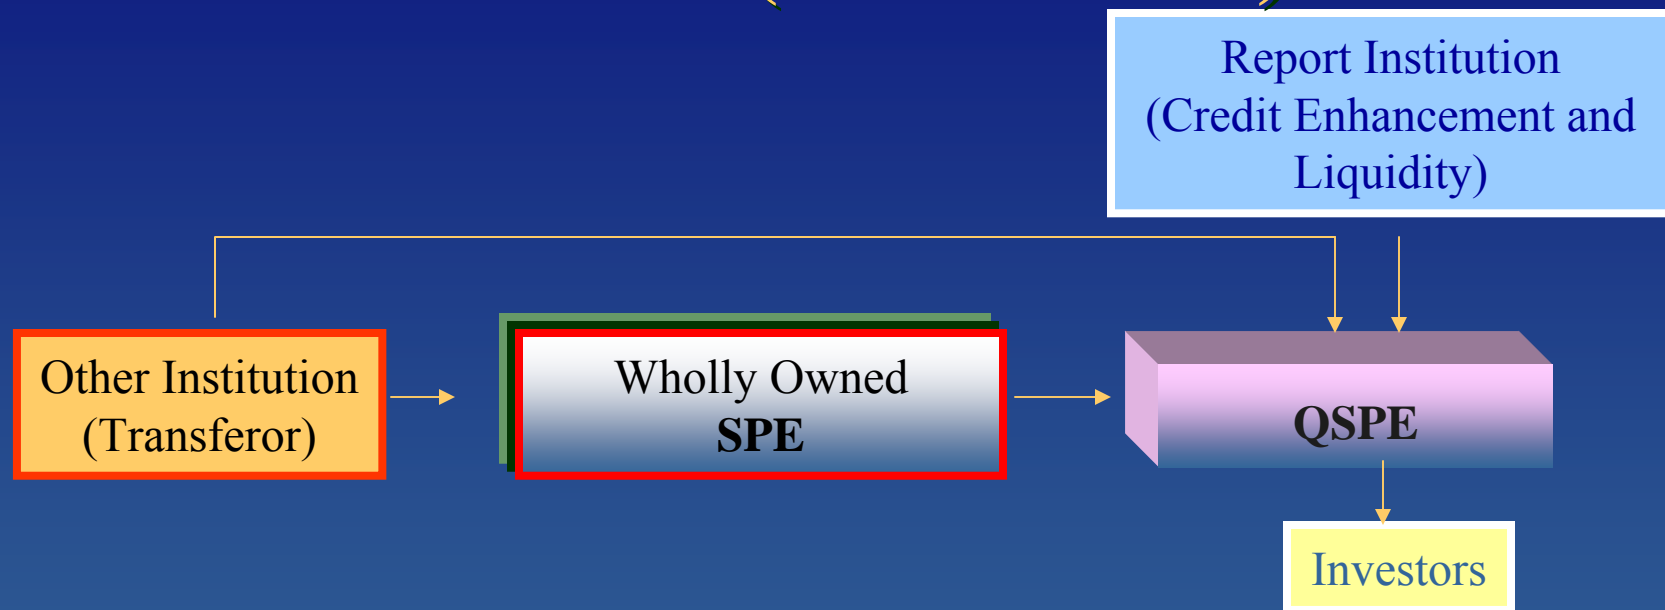 Report Institution
(Credit Enhancement and
Liquidity)
Other Institution
(Transferor)
Wholly Owned
SPE
QSPE
Investors